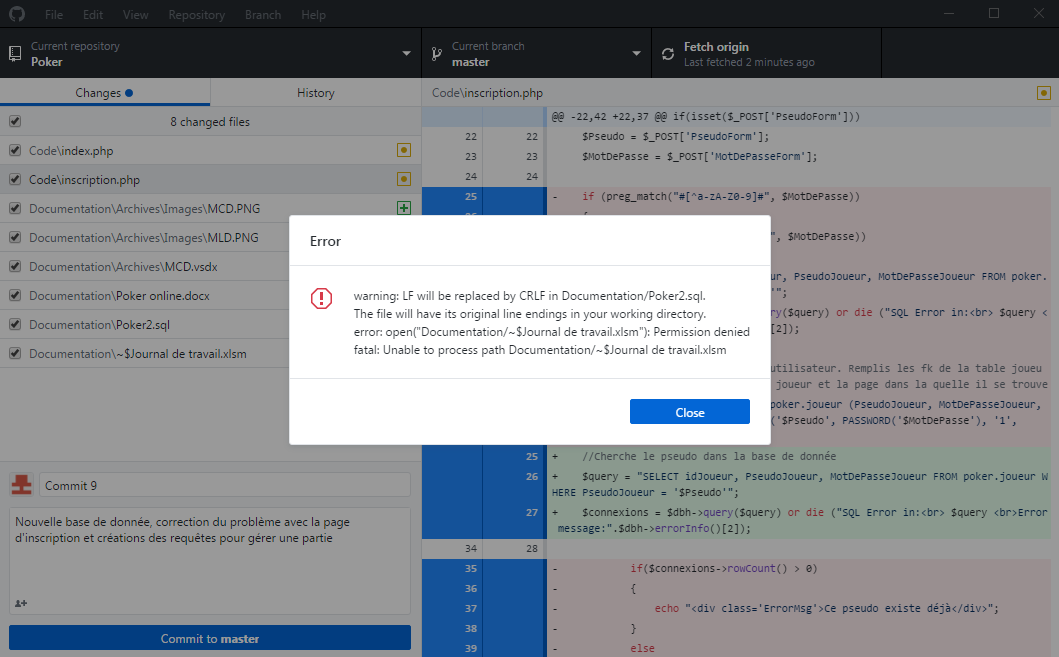 File Edit View Repository Branch Help
Current repository
Poker
Current branch
master
Fetch origin
Last fetched 2 minutes ago
Changes
History
8 changed files
Code\index.php
Code\inscription.php
Documentation\Archives\Images\MCD.PNG
Documentation\Archives\Images\MLD.PNG
Documentation\Archives\MCD.vsdx
Documentation\Poker online.docx
Documentation\Poker2.sql
Documentation\~$Journal de travail.xlsm
Commit 9
Nouvelle base de donnée, correction du problème avec la page
d'inscription et créations des requêtes pour gérer une partie
Commit to master
Code\inscription.php
@@ -22,42 +22,37 @@ if(isset($_POST['PseudoForm']))
22 22 $Pseudo = $_POST['PseudoForm'];
23 23 $MotDePasse = $_POST['MotDePasseForm'];
24 24
25 - if (preg_match("#[^a-zA-Z0-9]#", $MotDePasse))
", $MotDePasse))
ur, PseudoJoueur, MotDePasseJoueur FROM poker.
'";
ry($query) or die ("SQL Error in:<br> $query <
[2]);
utilisateur. Remplis les fk de la table joueu
joueur et la page dans la quelle il se trouve
poker.joueur (PseudoJoueur, MotDePasseJoueur,
('$Pseudo', PASSWORD('$MotDePasse'), '1',
25 + //Cherche le pseudo dans la base de donnée
26 + $query = "SELECT idJoueur, PseudoJoueur, MotDePasseJoueur FROM poker.joueur W
HERE PseudoJoueur = '$Pseudo'";
27 + $connexions = $dbh->query($query) or die ("SQL Error in:<br> $query <br>Error
message:".$dbh->errorInfo()[2]);
34 28
35 - if($connexions->rowCount() > 0)
36 - {
37 - echo "<div class='ErrorMsg'>Ce pseudo existe déjà</div>";
38 - }
39 - else
Error
warning: LF will be replaced by CRLF in Documentation/Poker2.sql.
The file will have its original line endings in your working directory.
error: open("Documentation/~$Journal de travail.xlsm"): Permission denied
fatal: Unable to process path Documentation/~$Journal de travail.xlsm
Close